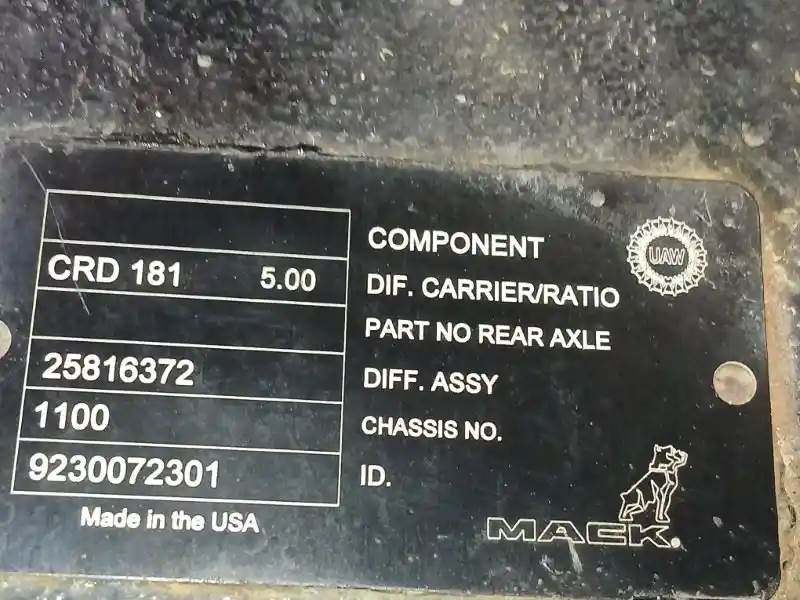 COMPONENT
CRD 181 5.00 DIF. CARRIER/RATIO
PART NO REAR AXLE
25816372 DIFF. ASSY
1100 CHASSIS NO.
9230072301 ID.
Made in the USA
UAW
MACK.